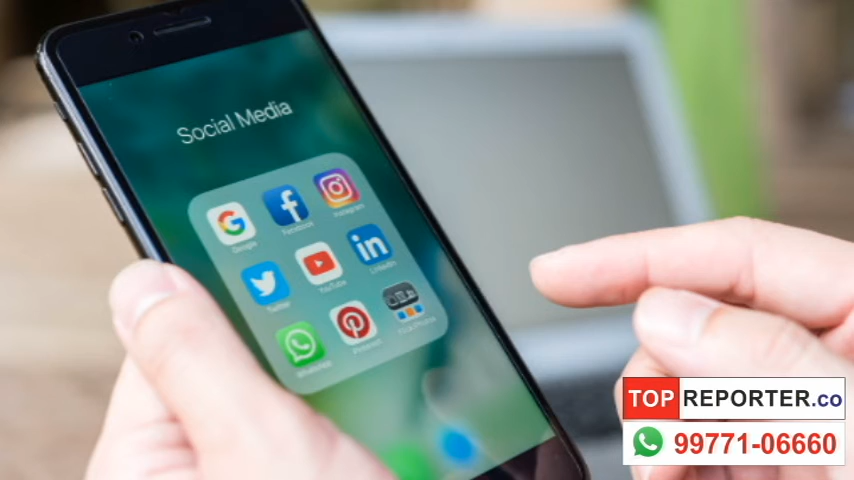 Social Media
Google
Facebook
Instagram
Twitter
YouTube
LinkedIn
WhatsApp
Pinterest
TOP REPORTER.co
99771-06660